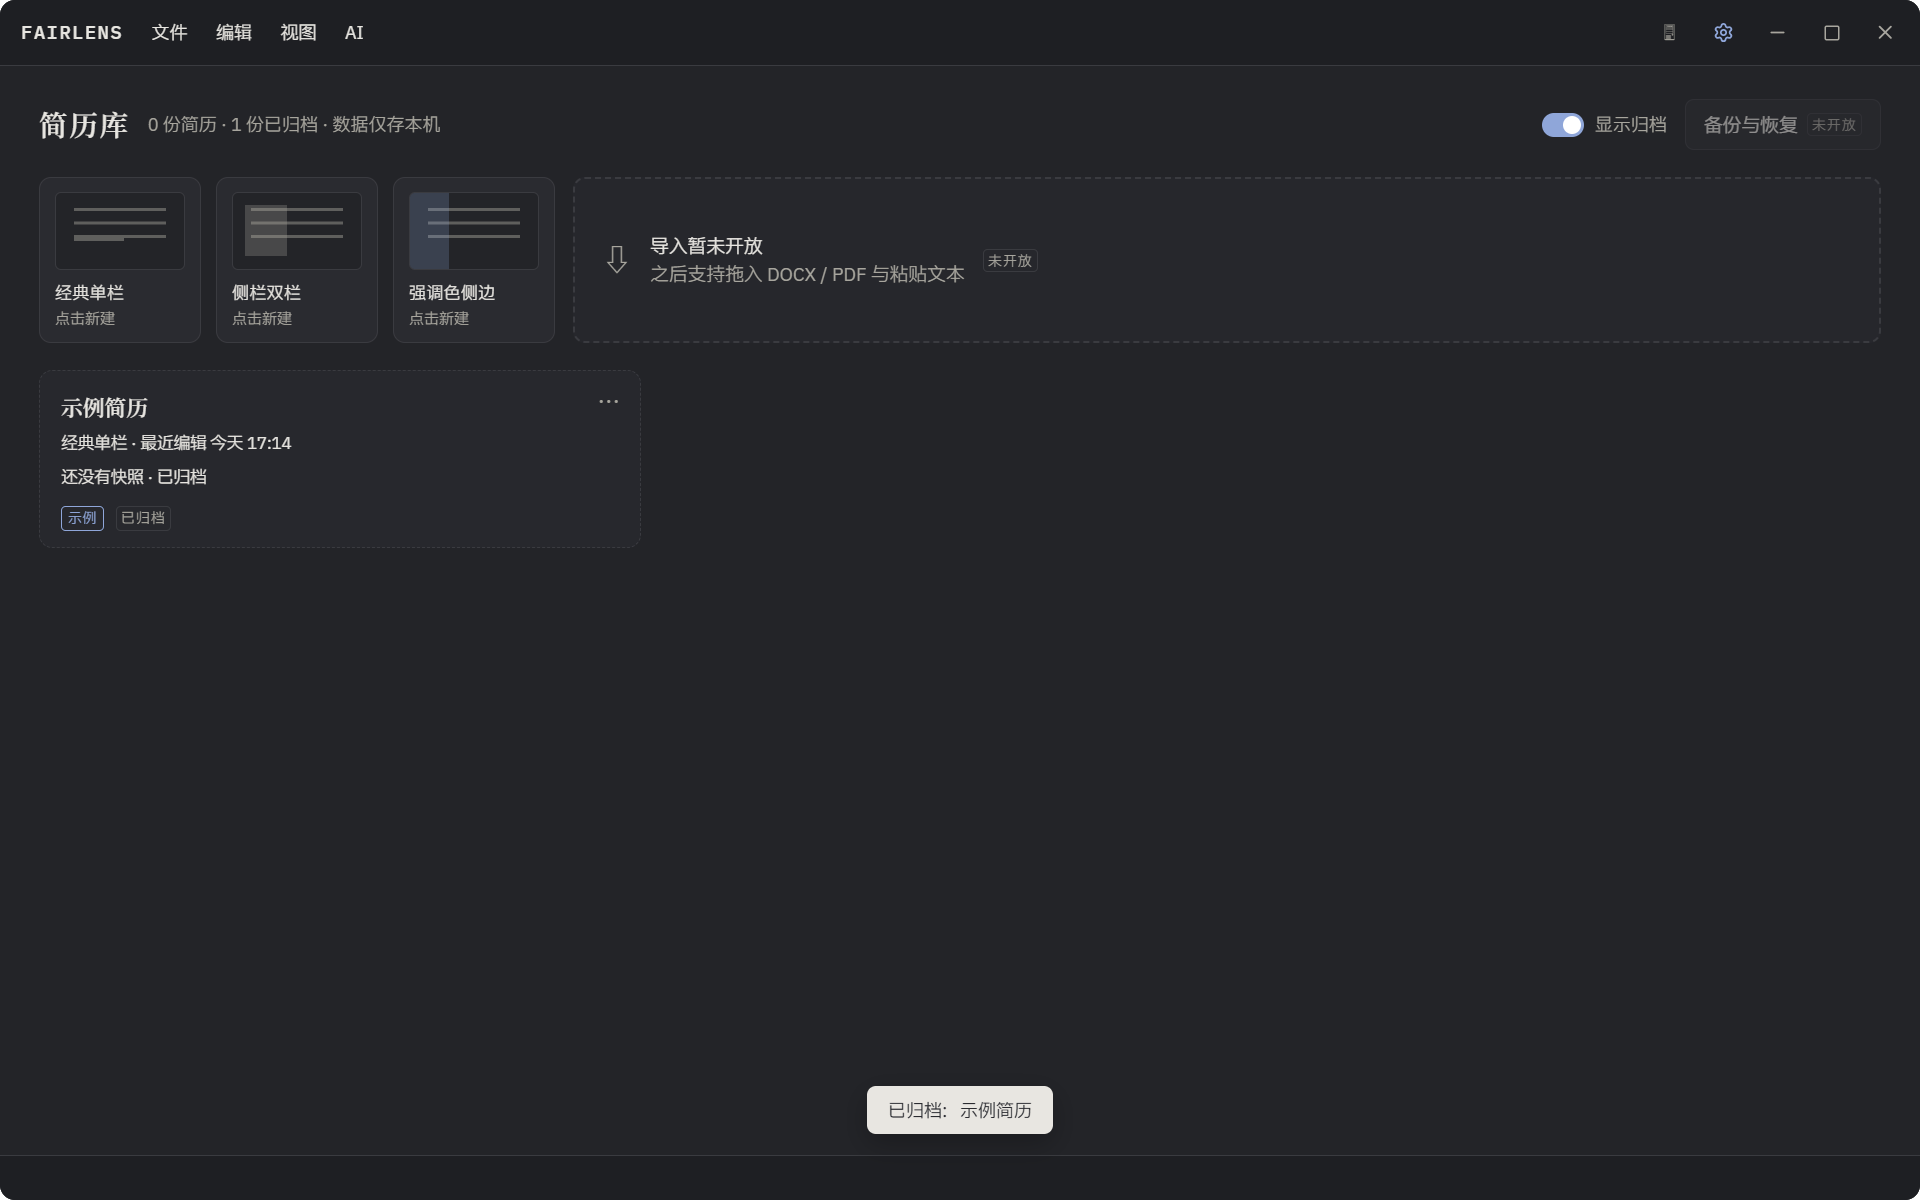 FAIRLENS 文件 编辑 视图 AI
简历库 0 份简历 · 1 份已归档 · 数据仅存本机 显示归档 备份与恢复 未开放
经典单栏
点击新建
侧栏双栏
点击新建
强调色侧边
点击新建
导入暂未开放
之后支持拖入 DOCX / PDF 与粘贴文本 未开放
示例简历
经典单栏 · 最近编辑 今天 17:14
还没有快照 · 已归档
示例 已归档
已归档： 示例简历